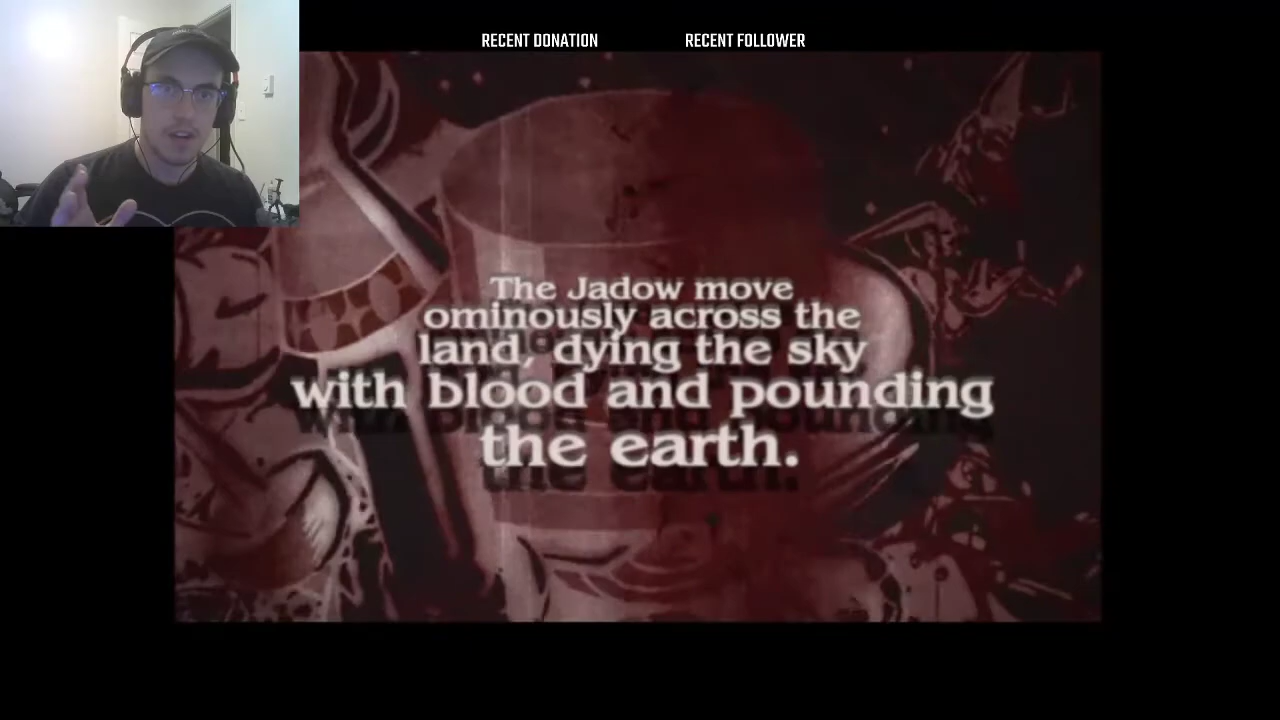 RECENT DONATION RECENT FOLLOWER
The Jadow move
ominously across the
land, dying the sky
with blood and pounding
the earth.